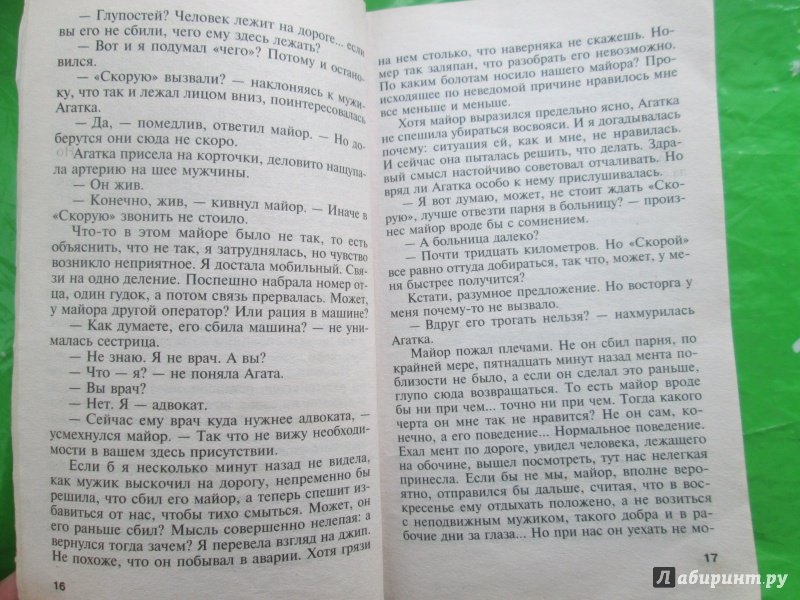 — Глупостей? Человек лежит на дороге... если
вы его не сбили, чего ему здесь лежать?
— Вот и я подумал «чего»? Потому и остано-
вился.
— «Скорую» вызвали? — наклоняясь к мужи-
ку, что так и лежал лицом вниз, поинтересовалась
Агатка.
— Да, — помедлив, ответил майор. — Но до-
берутся они сюда не скоро.
Агатка присела на корточки, деловито нащупа-
ла артерию на шее мужчины.
— Он жив.
— Конечно, жив, — кивнул майор. — Иначе в
«Скорую» звонить не стоило.
Что-то в этом майоре было не так, то есть
объяснить, что не так, я затруднялась, но чувство
возникло неприятное. Я достала мобильный. Свя-
зи на одно деление. Поспешно набрала номер от-
ца, один гудок, а потом связь прервалась. Может,
у майора другой оператор? Или рация в машине?
— Как думаете, его сбила машина? — не уни-
малась сестрица.
— Не знаю. Я не врач. А вы?
— Что — я? — не поняла Агата.
— Вы врач?
— Нет. Я — адвокат.
— Сейчас ему врач куда нужнее адвоката, —
усмехнулся майор. — Так что не вижу необходи-
мости в вашем здесь присутствии.
Если б я несколько минут назад не видела,
как мужик выскочил на дорогу, непременно бы
решила, что сбил его майор, а теперь спешит из-
бавиться от нас, чтобы тихо смыться. Может, он
его раньше сбил? Мысль совершенно нелепая: а
вернулся тогда зачем? Я перевела взгляд на джип.
Не похоже, что он побывал в аварии. Хотя грязи
16
на нем столько, что наверняка не скажешь. Но-
мер так заляпан, что разобрать его невозможно.
По каким болотам носило нашего майора? Про-
исходящее по неведомой причине нравилось мне
все меньше и меньше.
Хотя майор выразился предельно ясно, Агатка
не спешила убираться восвояси. И я догадывалась
почему: ситуация ей, как и мне, не нравилась.
И сейчас она пыталась решить, что делать. Здра-
вый смысл настойчиво советовал отчаливать. Но
вряд ли Агатка особо к нему прислушивалась.
— Я вот думаю, может, не стоит ждать «Ско-
рую», лучше отвезти парня в больницу? — произ-
нес майор вроде бы с сомнением.
— А больница далеко?
— Почти тридцать километров. Но «Скорой»
все равно оттуда добираться, так что, может, у ме-
ня быстрее получится?
Кстати, разумное предложение. Но восторга у
меня почему-то не вызвало.
— Вдруг его трогать нельзя? — нахмурилась
Агатка.
Майор пожал плечами. Не он сбил парня, по
крайней мере, пятнадцать минут назад мента по-
близости не было, а если он сделал это раньше,
глупо сюда возвращаться. То есть майор вроде
бы ни при чем... точно ни при чем. Тогда какого
черта он мне так не нравится? Не он сам, ко-
нечно, а его поведение... Нормальное поведение.
Ехал мент по дороге, увидел человека, лежащего
на обочине, вышел посмотреть, тут нас нелегкая
принесла. Если бы не мы, майор, вполне веро-
ятно, отправился бы дальше, считая, что в вос-
кресенье ему отдыхать положено, а не возиться
с неподвижным мужиком, такого добра и в ра-
бочие дни за глаза... Но при нас он уехать не мо-
17
Лабиринт.ру